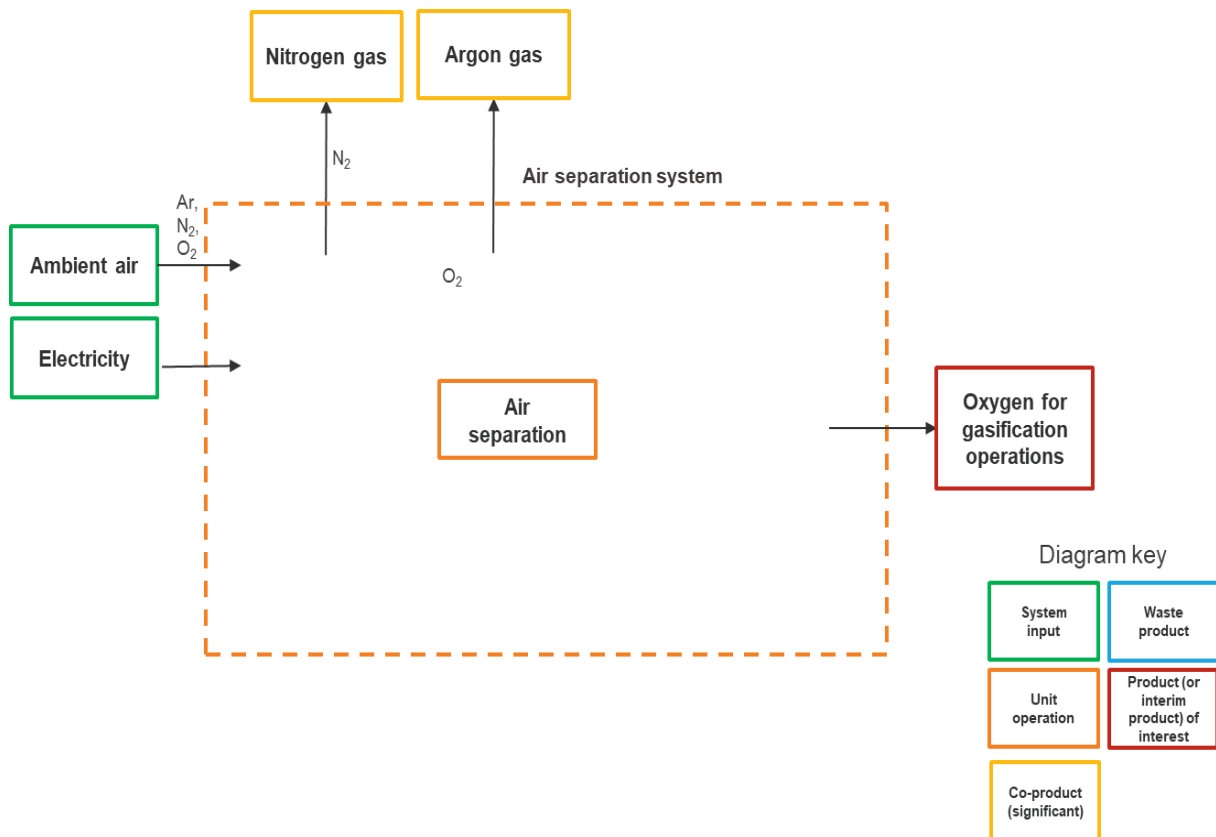 Nitrogen gas
Argon gas
N₂
Air separation system
Ar,
N₂,
O₂
Ambient air
O₂
Electricity
Air
separation
Oxygen for
gasification
operations
Diagram key
System
input
Waste
product
Unit
operation
Product (or
interim
product) of
interest
Co-product
(significant)